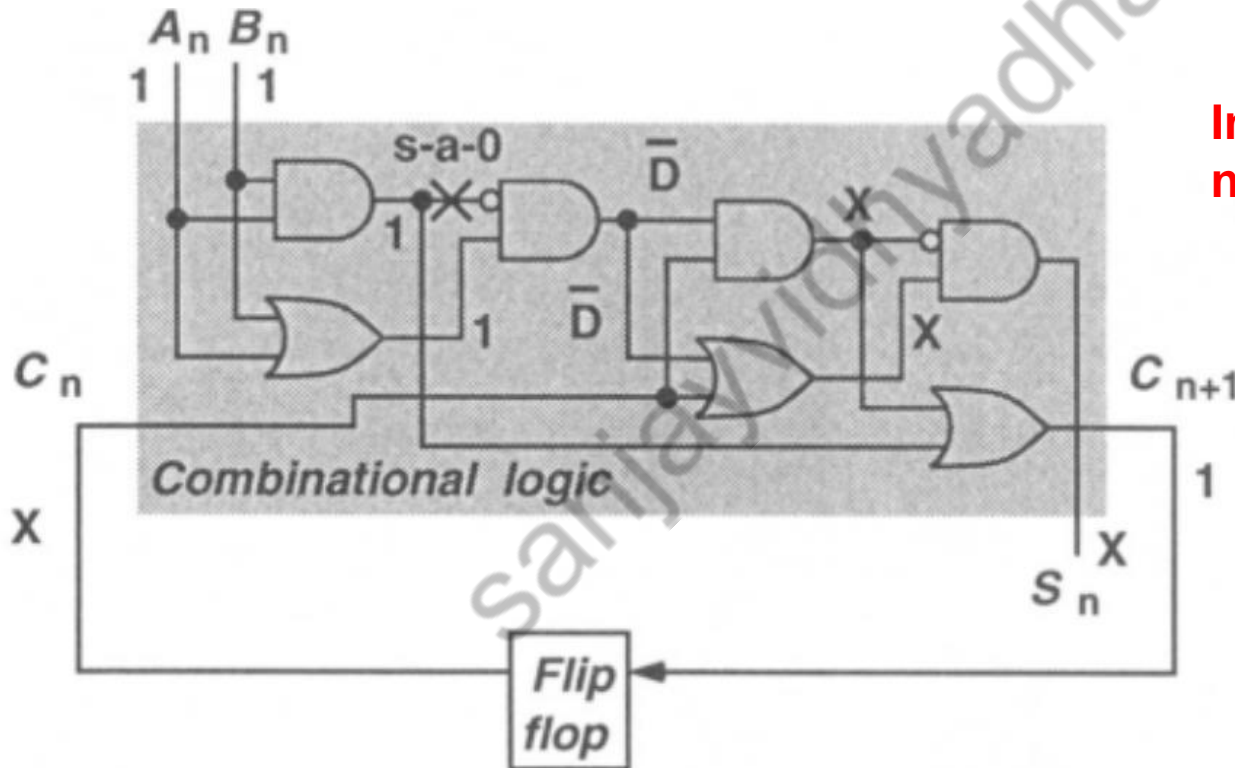 A n B n
1 1
s-a-0
D̅
X
1
1
D̅
X
C n
C n+1
Combinational logic
X
1
X
S n
Flip
flop